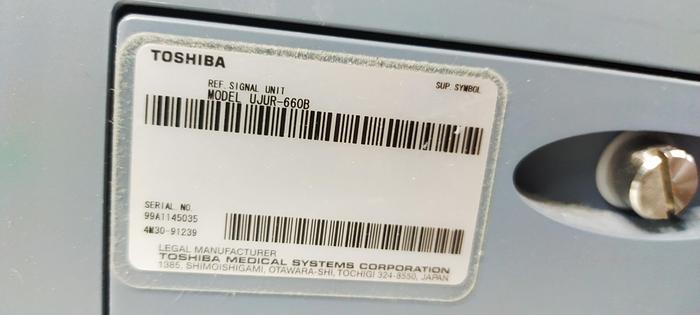 TOSHIBA
REF. SIGNAL UNIT SUP. SYMBOL
MODEL UJUR-660B
SERIAL NO.
99A1145035
4M30-91239
LEGAL MANUFACTURER
TOSHIBA MEDICAL SYSTEMS CORPORATION
1385, SHIMOISHIGAMI, OTAWARA-SHI, TOCHIGI 324-8550, JAPAN